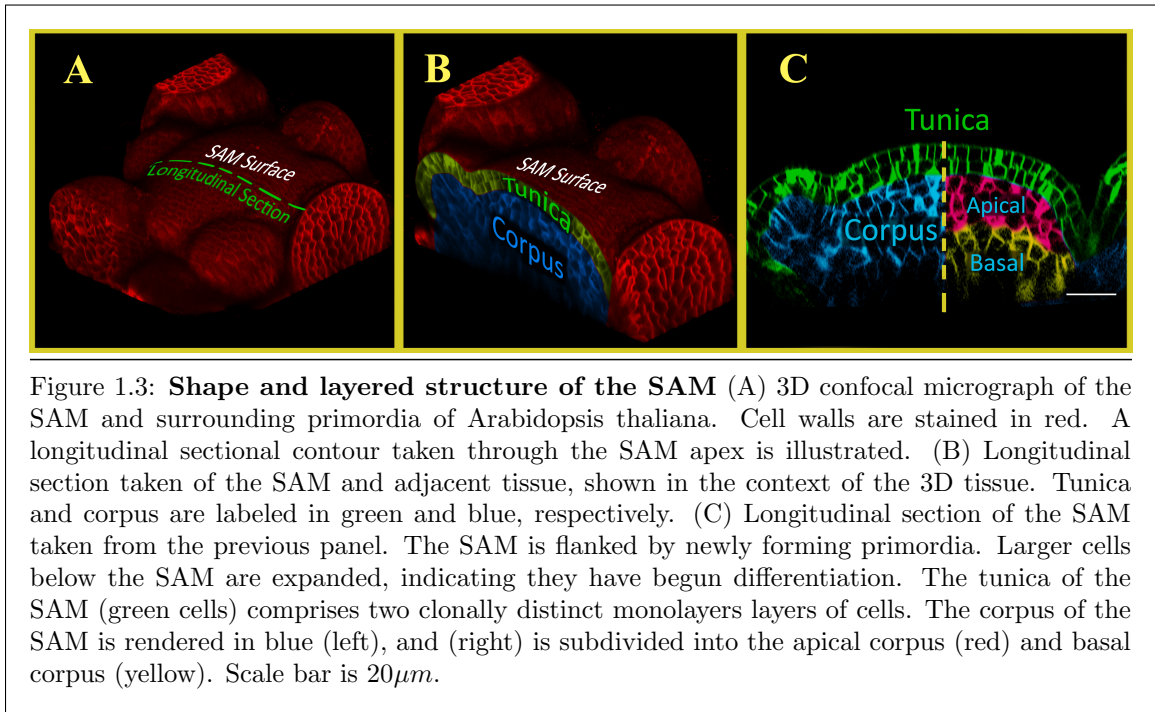 A
B
C
SAM Surface
Longitudinal Section
SAM Surface
Tunica
Corpus
Tunica
Corpus
Apical
Basal
Figure 1.3: Shape and layered structure of the SAM (A) 3D confocal micrograph of the
SAM and surrounding primordia of Arabidopsis thaliana. Cell walls are stained in red. A
longitudinal sectional contour taken through the SAM apex is illustrated. (B) Longitudinal
section taken of the SAM and adjacent tissue, shown in the context of the 3D tissue. Tunica
and corpus are labeled in green and blue, respectively. (C) Longitudinal section of the SAM
taken from the previous panel. The SAM is flanked by newly forming primordia. Larger cells
below the SAM are expanded, indicating they have begun differentiation. The tunica of the
SAM (green cells) comprises two clonally distinct monolayers layers of cells. The corpus of the
SAM is rendered in blue (left), and (right) is subdivided into the apical corpus (red) and basal
corpus (yellow). Scale bar is 20μm.